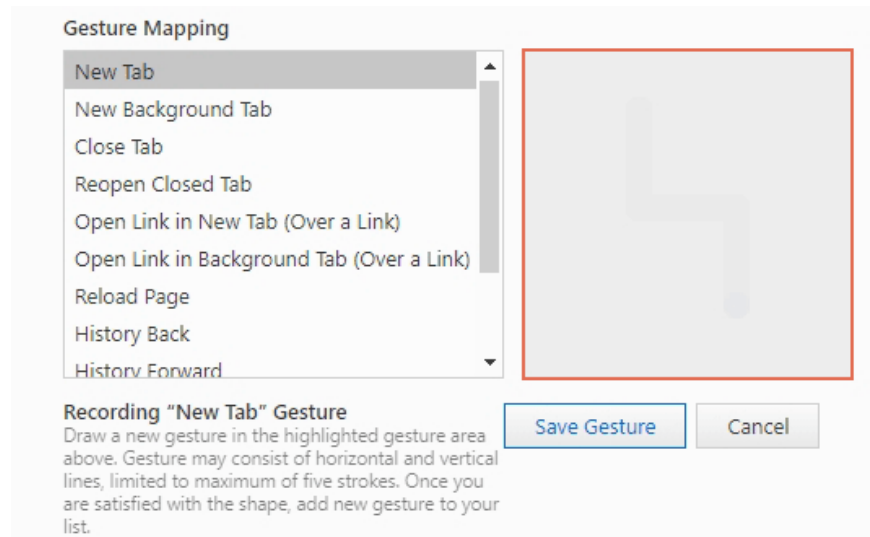 Gesture Mapping
New Tab
New Background Tab
Close Tab
Reopen Closed Tab
Open Link in New Tab (Over a Link)
Open Link in Background Tab (Over a Link)
Reload Page
History Back
History Forward
Recording “New Tab” Gesture
Draw a new gesture in the highlighted gesture area
above. Gesture may consist of horizontal and vertical
lines, limited to maximum of five strokes. Once you
are satisfied with the shape, add new gesture to your
list.
Save Gesture
Cancel